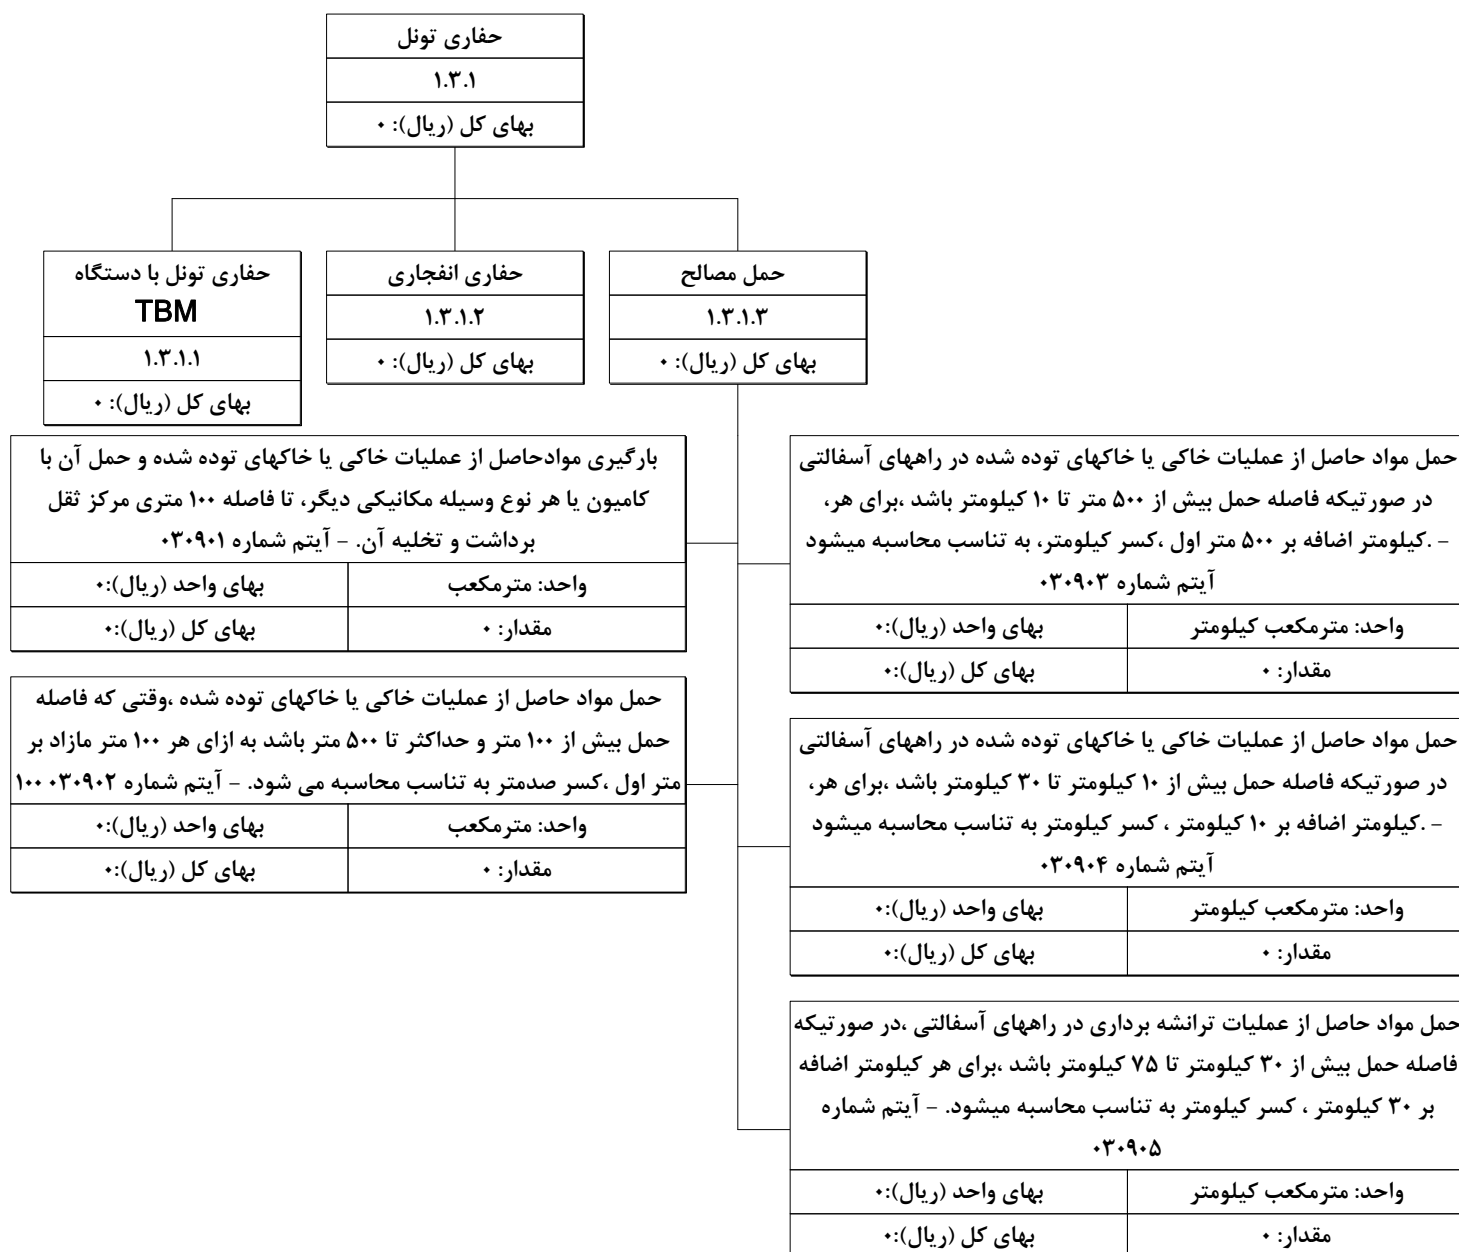 حفاری تونل
۱.۳.۱
بهای کل (ریال): ۰
حفاری تونل با دستگاه
TBM
۱.۳.۱.۱
بهای کل (ریال): ۰
حفاری انفجاری
۱.۳.۱.۲
بهای کل (ریال): ۰
حمل مصالح
۱.۳.۱.۳
بهای کل (ریال): ۰
بارگیری موادحاصل از عملیات خاکی یا خاکهای توده شده و حمل آن با
کامیون یا هر نوع وسیله مکانیکی دیگر، تا فاصله ۱۰۰ متری مرکز ثقل
برداشت و تخلیه آن. - آیتم شماره ۰۳۰۹۰۱
واحد: مترمکعب
بهای واحد (ریال):۰
مقدار: ۰
بهای کل (ریال):۰
حمل مواد حاصل از عملیات خاکی یا خاکهای توده شده ،وقتی که فاصله
حمل بیش از ۱۰۰ متر و حداکثر تا ۵۰۰ متر باشد به ازای هر ۱۰۰ متر مازاد بر
متر اول ،کسر صدمتر به تناسب محاسبه می شود. - آیتم شماره ۰۳۰۹۰۲ ۱۰۰
واحد: مترمکعب
بهای واحد (ریال):۰
مقدار: ۰
بهای کل (ریال):۰
حمل مواد حاصل از عملیات خاکی یا خاکهای توده شده در راههای آسفالتی
در صورتیکه فاصله حمل بیش از ۵۰۰ متر تا ۱۰ کیلومتر باشد ،برای هر،
- .کیلومتر اضافه بر ۵۰۰ متر اول ،کسر کیلومتر، به تناسب محاسبه میشود
آیتم شماره ۰۳۰۹۰۳
واحد: مترمکعب کیلومتر
بهای واحد (ریال):۰
مقدار: ۰
بهای کل (ریال):۰
حمل مواد حاصل از عملیات خاکی یا خاکهای توده شده در راههای آسفالتی
در صورتیکه فاصله حمل بیش از ۱۰ کیلومتر تا ۳۰ کیلومتر باشد ،برای هر،
- .کیلومتر اضافه بر ۱۰ کیلومتر ، کسر کیلومتر به تناسب محاسبه میشود
آیتم شماره ۰۳۰۹۰۴
واحد: مترمکعب کیلومتر
بهای واحد (ریال):۰
مقدار: ۰
بهای کل (ریال):۰
حمل مواد حاصل از عملیات ترانشه برداری در راههای آسفالتی ،در صورتیکه
فاصله حمل بیش از ۳۰ کیلومتر تا ۷۵ کیلومتر باشد ،برای هر کیلومتر اضافه
بر ۳۰ کیلومتر ، کسر کیلومتر به تناسب محاسبه میشود. - آیتم شماره
۰۳۰۹۰۵
واحد: مترمکعب کیلومتر
بهای واحد (ریال):۰
مقدار: ۰
بهای کل (ریال):۰